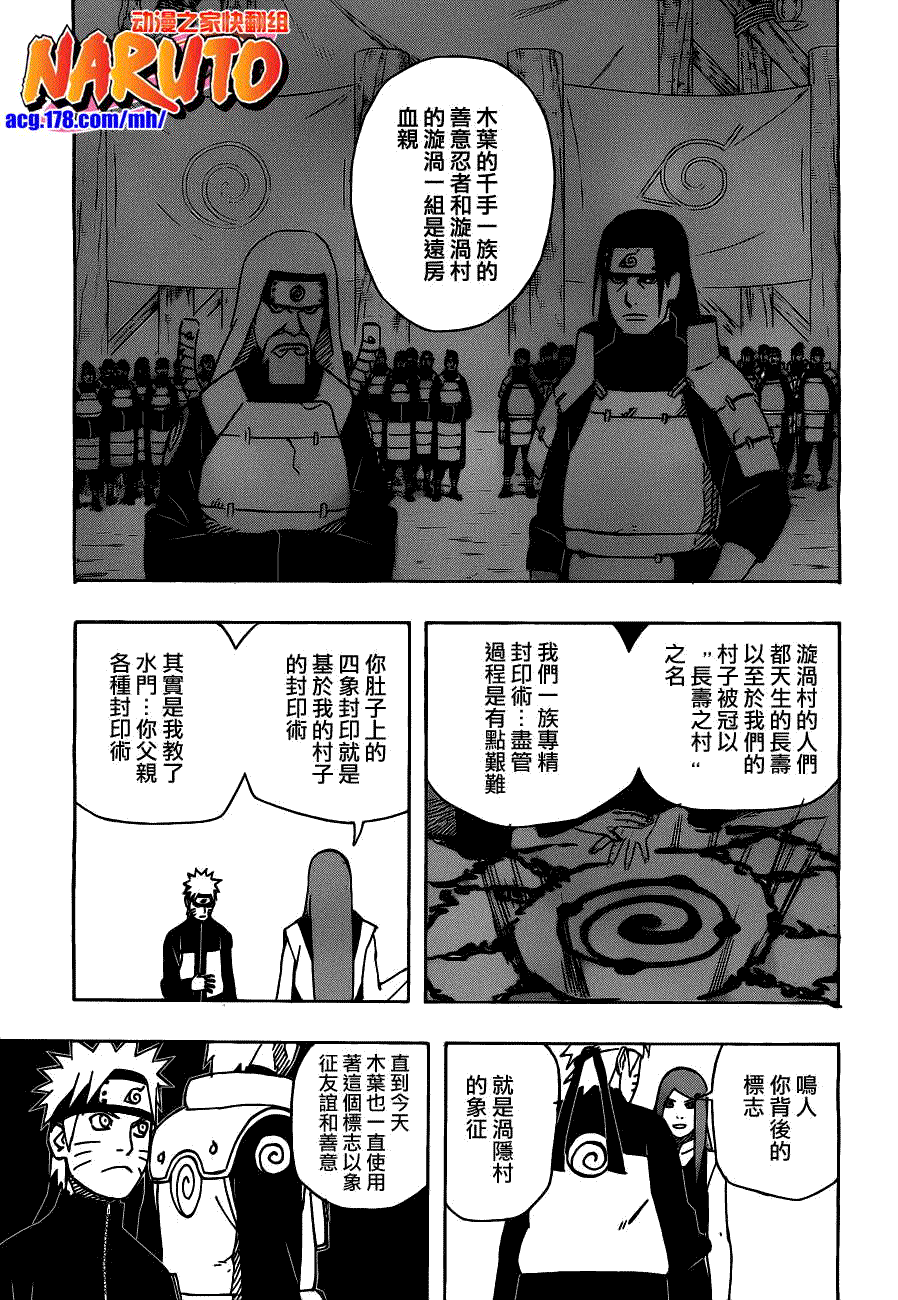 动漫之家快翻组
NARUTO
acg.178.com/mh/
木葉的千手一族的
善意忍者和漩渦村
的漩渦一組是遠房
血親
漩渦村的人們
都天生的長壽
以至於我們的
村子被冠以
"長壽之村"
之名
我們一族專精
封印術…盡管
過程是有點艱難
你肚子上的
四象封印就是
基於我的村子
的封印術
其實是我教了
水門…你父親
各種封印術
鳴人
你背後的
標志
就是渦隱村
的象征
直到今天
木葉也一直使用
著這個標志以象
征友誼和善意